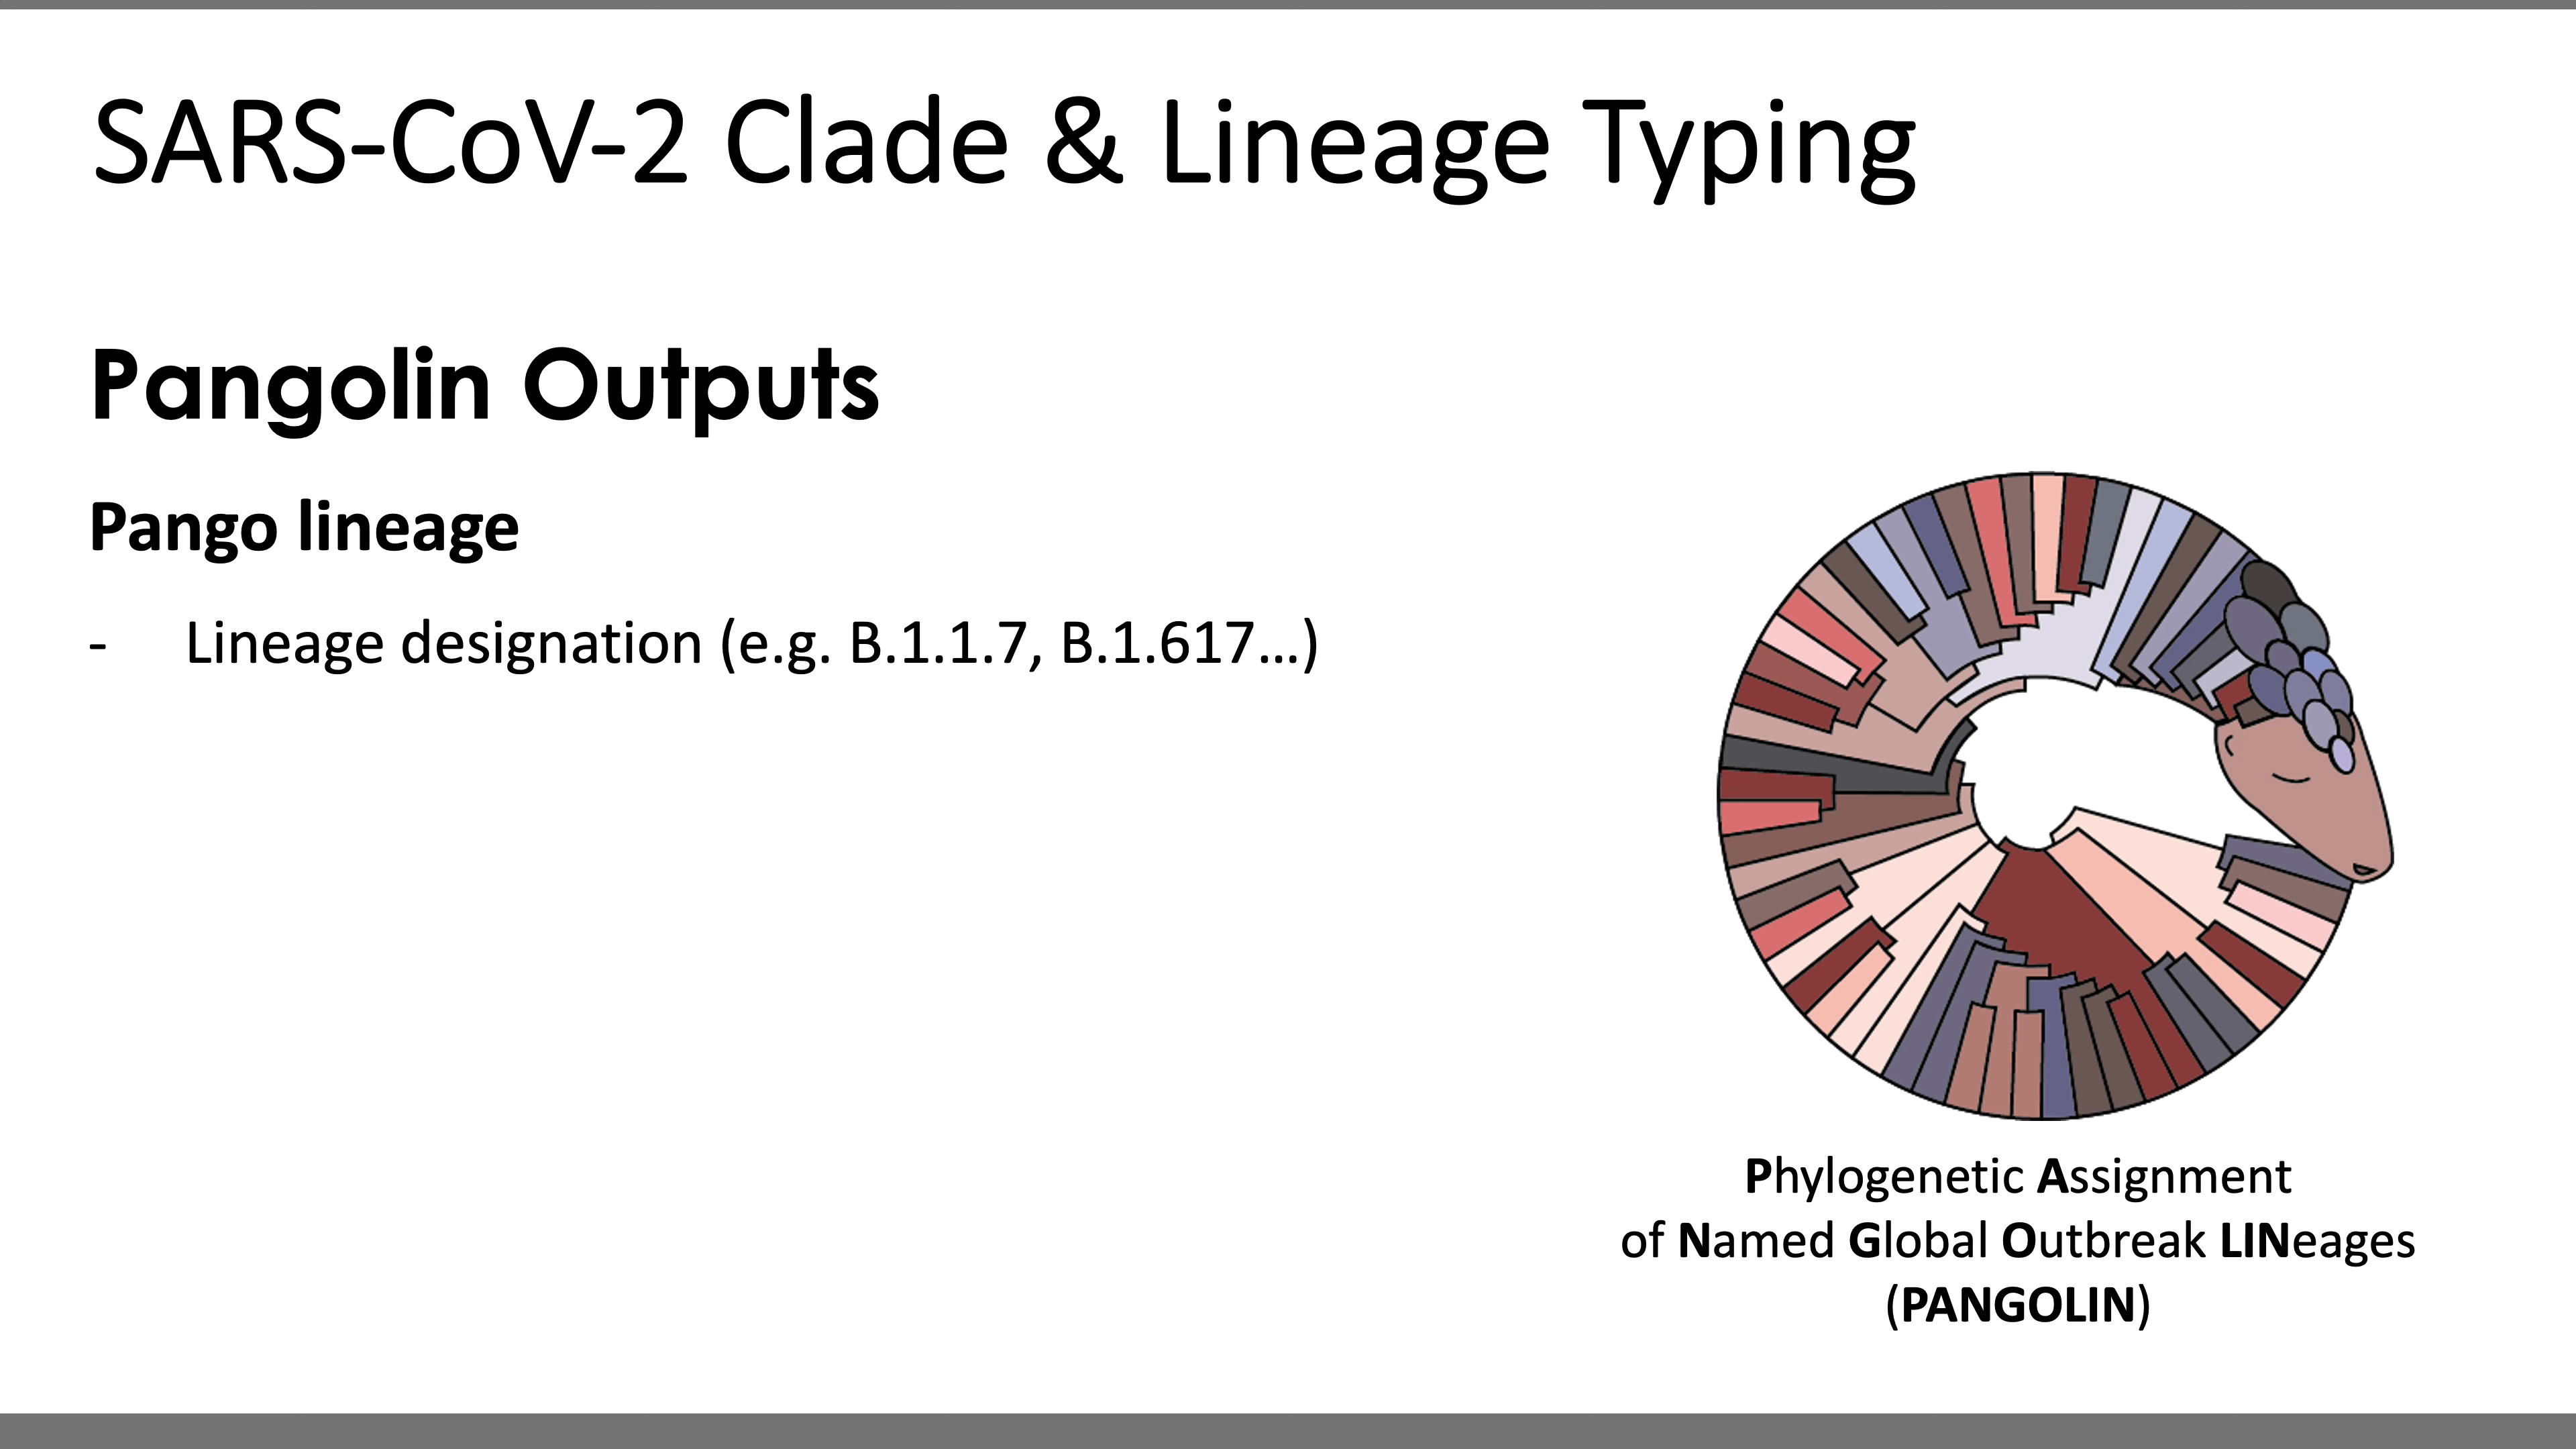 SARS-CoV-2 Clade & Lineage Typing
Pangolin Outputs
Pango lineage
- Lineage designation (e.g. B.1.1.7, B.1.617...)
Phylogenetic Assignment
of Named Global Outbreak LINeages
(PANGOLIN)